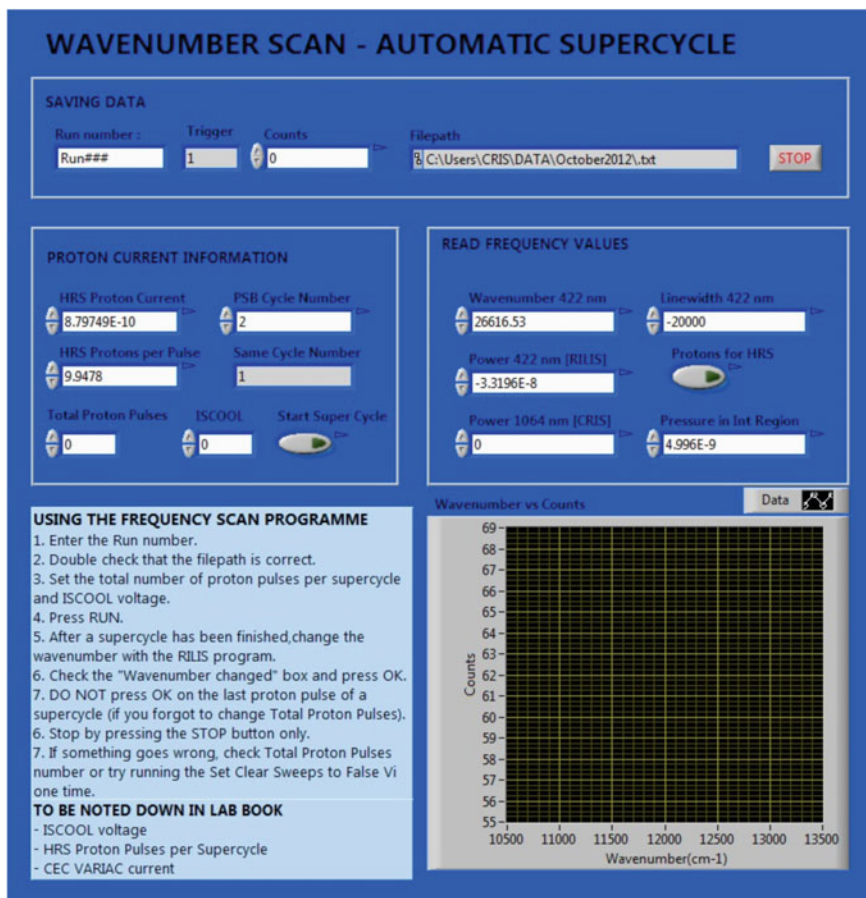 WAVENUMBER SCAN - AUTOMATIC SUPERCYCLE
SAVING DATA
Run number :
Trigger
Counts
Filepath
Run###
1
0
C:\Users\CRIS\DATA\October2012\.txt
STOP
PROTON CURRENT INFORMATION
HRS Proton Current
PSB Cycle Number
8.79749E-10
2
HRS Protons per Pulse
Same Cycle Number
9.9478
1
Total Proton Pulses
ISCOOL
Start Super Cycle
0
0
READ FREQUENCY VALUES
Wavenumber 422 nm
Linewidth 422 nm
26616.53
-20000
Power 422 nm [RILIS]
Protons for HRS
-3.3196E-8
Power 1064 nm [CRIS]
Pressure in Int Region
0
4.996E-9
USING THE FREQUENCY SCAN PROGRAMME
1. Enter the Run number.
2. Double check that the filepath is correct.
3. Set the total number of proton pulses per supercycle
and ISCOOL voltage.
4. Press RUN.
5. After a supercycle has been finished,change the
wavenumber with the RILIS program.
6. Check the "Wavenumber changed" box and press OK.
7. DO NOT press OK on the last proton pulse of a
supercycle (if you forgot to change Total Proton Pulses).
6. Stop by pressing the STOP button only.
7. If something goes wrong, check Total Proton Pulses
number or try running the Set Clear Sweeps to False Vi
one time.
TO BE NOTED DOWN IN LAB BOOK
- ISCOOL voltage
- HRS Proton Pulses per Supercycle
- CEC VARIAC current
Wavenumber vs Counts
Data
69
68
67
66
65
64
63
62
61
60
59
58
57
56
55
Counts
10500 11000 11500 12000 12500 13000 13500
Wavenumber(cm-1)